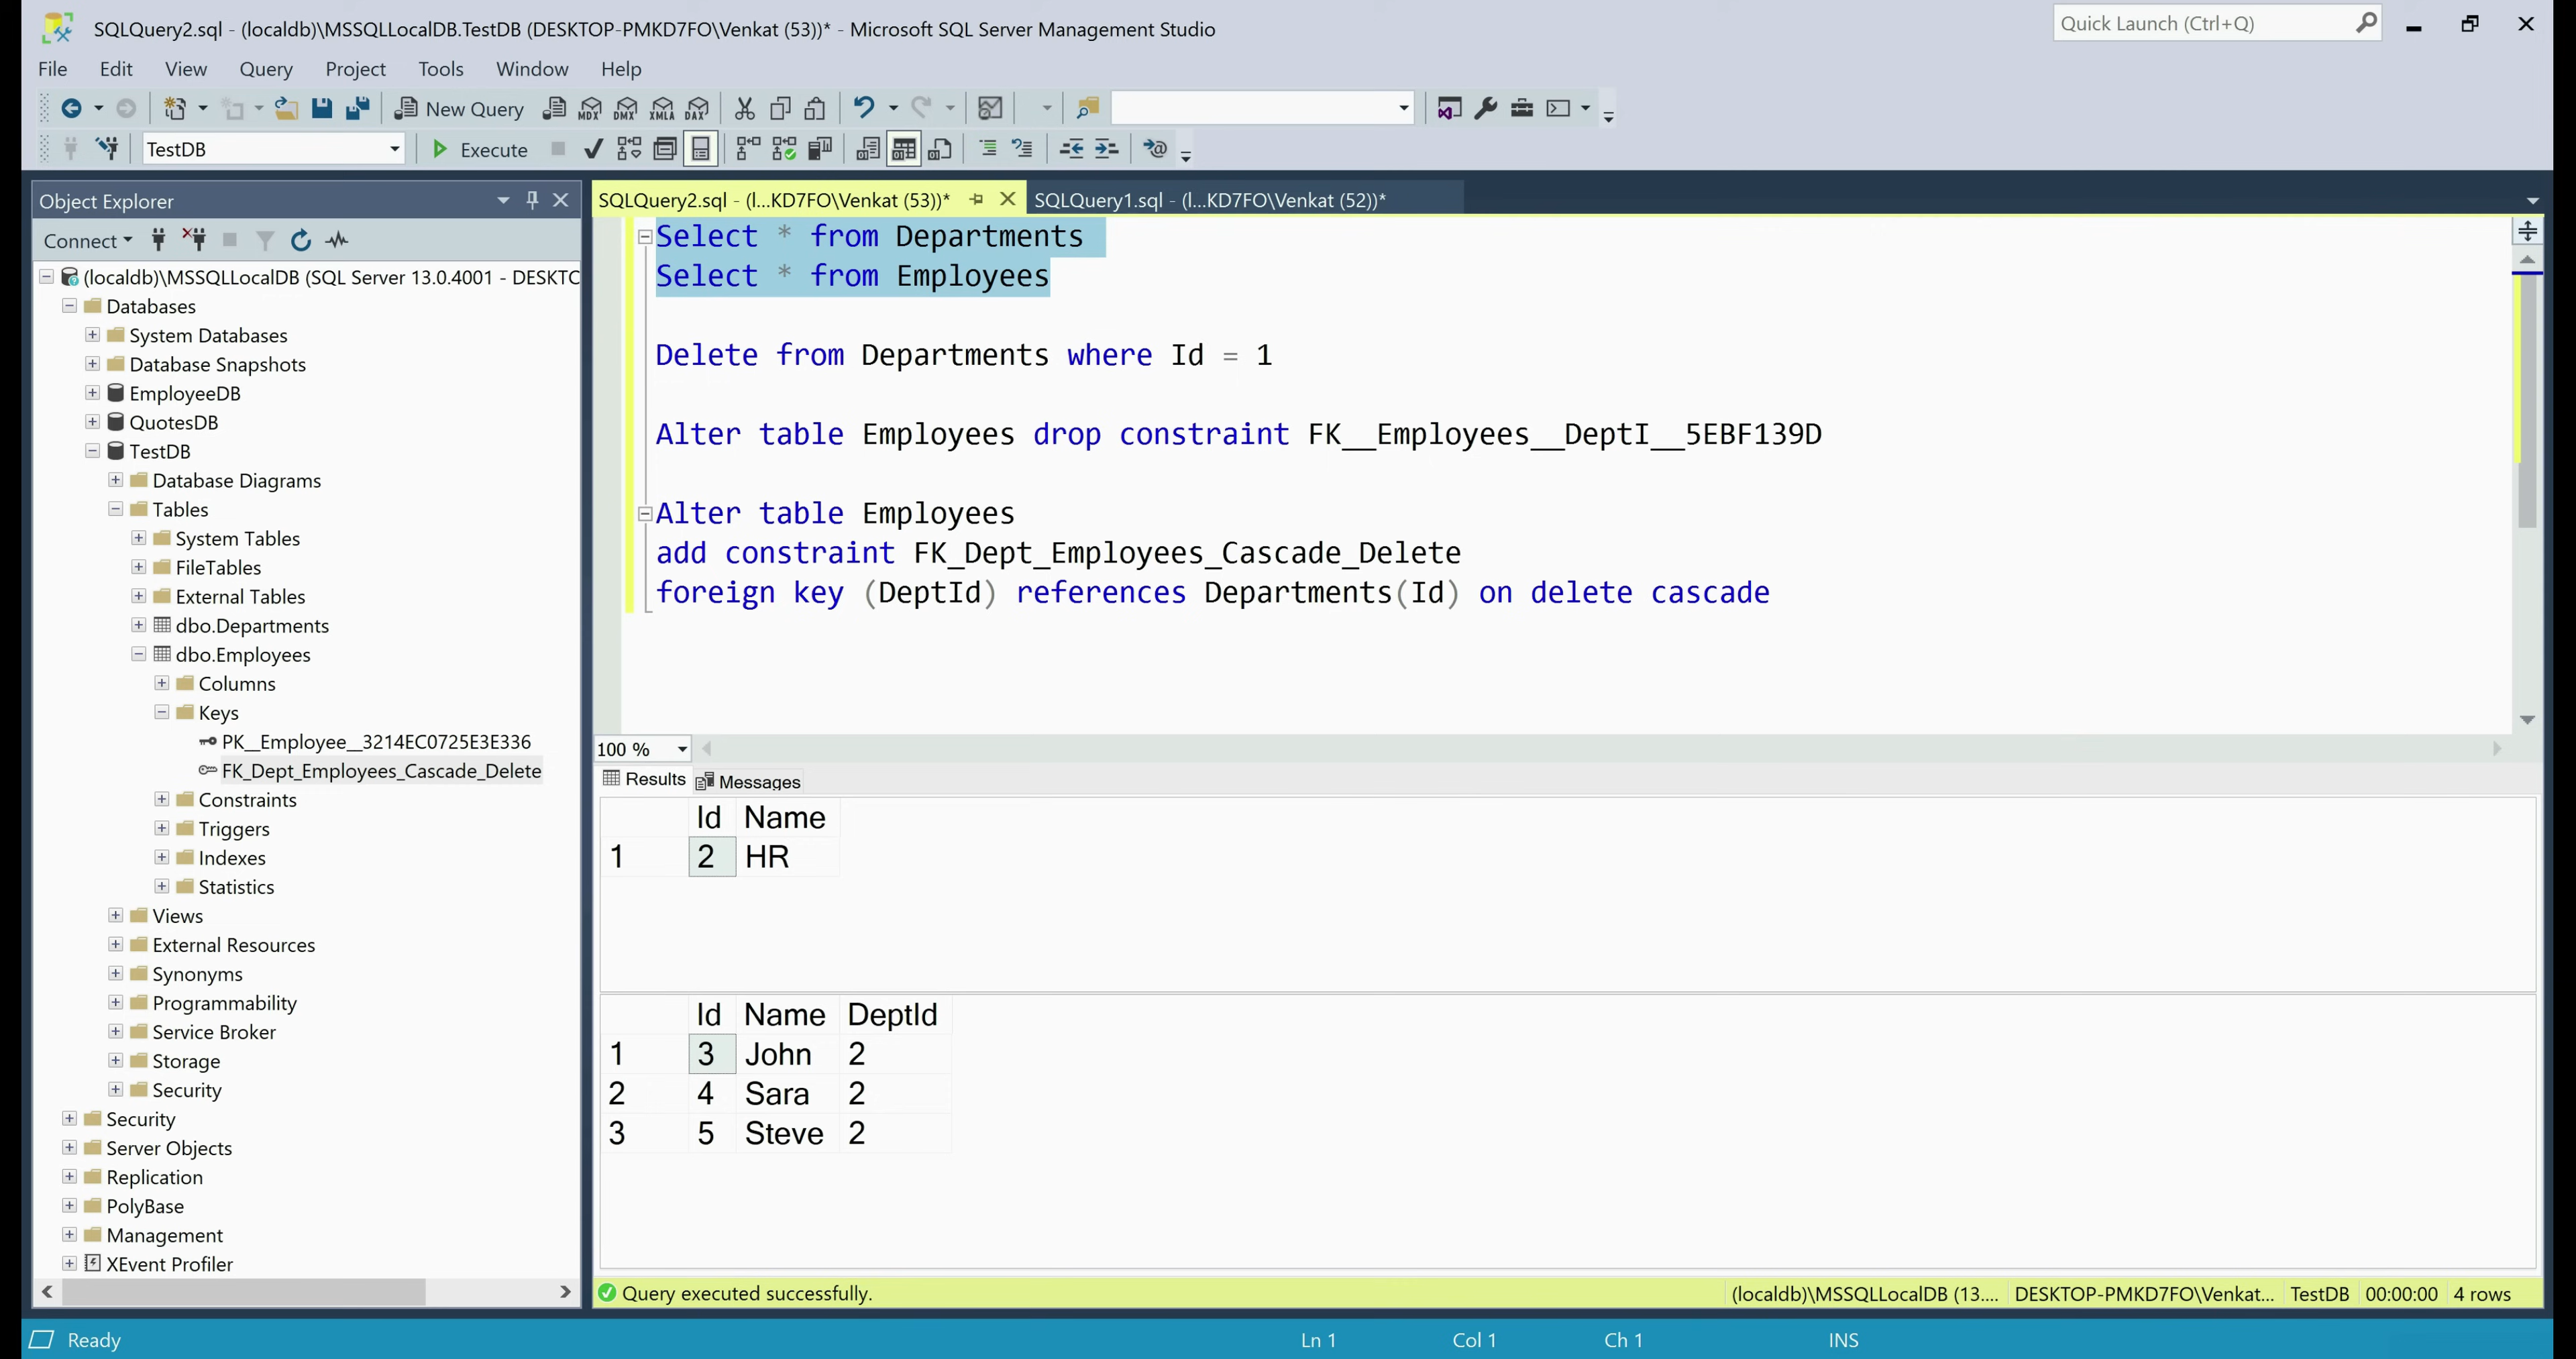 SQLQuery2.sql - (localdb)\MSSQLLocalDB.TestDB (DESKTOP-PMKD7FO\Venkat (53))* - Microsoft SQL Server Management Studio
Quick Launch (Ctrl+Q)
File Edit View Query Project Tools Window Help
New Query MDX DMX XMLA DAX
TestDB Execute
Object Explorer
Connect
(localdb)\MSSQLLocalDB (SQL Server 13.0.4001 - DESKTC
Databases
System Databases
Database Snapshots
EmployeeDB
QuotesDB
TestDB
Database Diagrams
Tables
System Tables
FileTables
External Tables
dbo.Departments
dbo.Employees
Columns
Keys
PK__Employee__3214EC0725E3E336
FK_Dept_Employees_Cascade_Delete
Constraints
Triggers
Indexes
Statistics
Views
External Resources
Synonyms
Programmability
Service Broker
Storage
Security
Security
Server Objects
Replication
PolyBase
Management
XEvent Profiler
SQLQuery2.sql - (l...KD7FO\Venkat (53))* SQLQuery1.sql - (l...KD7FO\Venkat (52))*
Select * from Departments
Select * from Employees
Delete from Departments where Id = 1
Alter table Employees drop constraint FK__Employees__DeptI__5EBF139D
Alter table Employees
add constraint FK_Dept_Employees_Cascade_Delete
foreign key (DeptId) references Departments(Id) on delete cascade
100 %
Results Messages
Id Name
1 2 HR
Id Name DeptId
1 3 John 2
2 4 Sara 2
3 5 Steve 2
Query executed successfully. (localdb)\MSSQLLocalDB (13.... DESKTOP-PMKD7FO\Venkat... TestDB 00:00:00 4 rows
Ready Ln 1 Col 1 Ch 1 INS